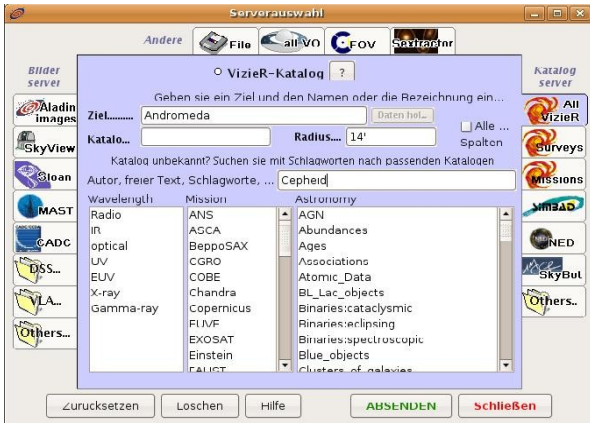 Serverauswahl
Andere File all-VO FOV Sextractor
Bilder server
Katalog server
VizieR-Katalog ?
Geben sie ein Ziel und den Namen oder die Bezeichnung ein...
Ziel......... Andromeda Daten hol...
Katalo... Radius.... 14' Alle ... Spalten
Katalog unbekannt? Suchen sie mit Schlagworten nach passenden Katalogen
Autor, freier Text, Schlagworte, ... Cepheid
Wavelength Mission Astronomy
Radio
IR
optical
UV
EUV
X-ray
Gamma-ray
ANS
ASCA
BeppoSAX
CGRO
COBE
Chandra
Copernicus
EUVE
EXOSAT
Einstein
FAUST
AGN
Abundances
Ages
Associations
Atomic_Data
BL_Lac_objects
Binaries:cataclysmic
Binaries:eclipsing
Binaries:spectroscopic
Blue_objects
Clusters_of_galaxies
Aladin images
SkyView
Sloan
MAST
CADC
DSS...
VLA...
Others...
All VizieR
Surveys
Missions
SIMBAD
NED
SkyBot
Others..
Zurucksetzen Loschen Hilfe ABSENDEN Schließen